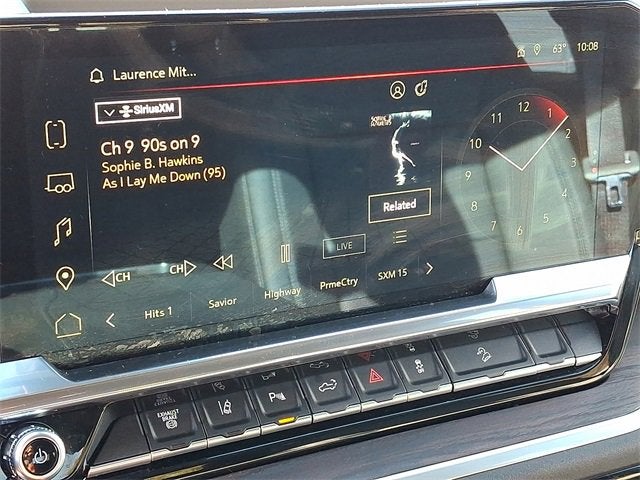 63° 10:08
Laurence Mit...
SiriusXM
Ch 9 90s on 9
Sophie B. Hawkins
As I Lay Me Down (95)
SOPHIE B
HAWKINS
Related
12
1
2
3
4
5
6
7
8
9
10
11
CH CH LIVE
Hits 1 Savior Highway PrmeCtry SXM 15
EXHAUST
BRAKE
P